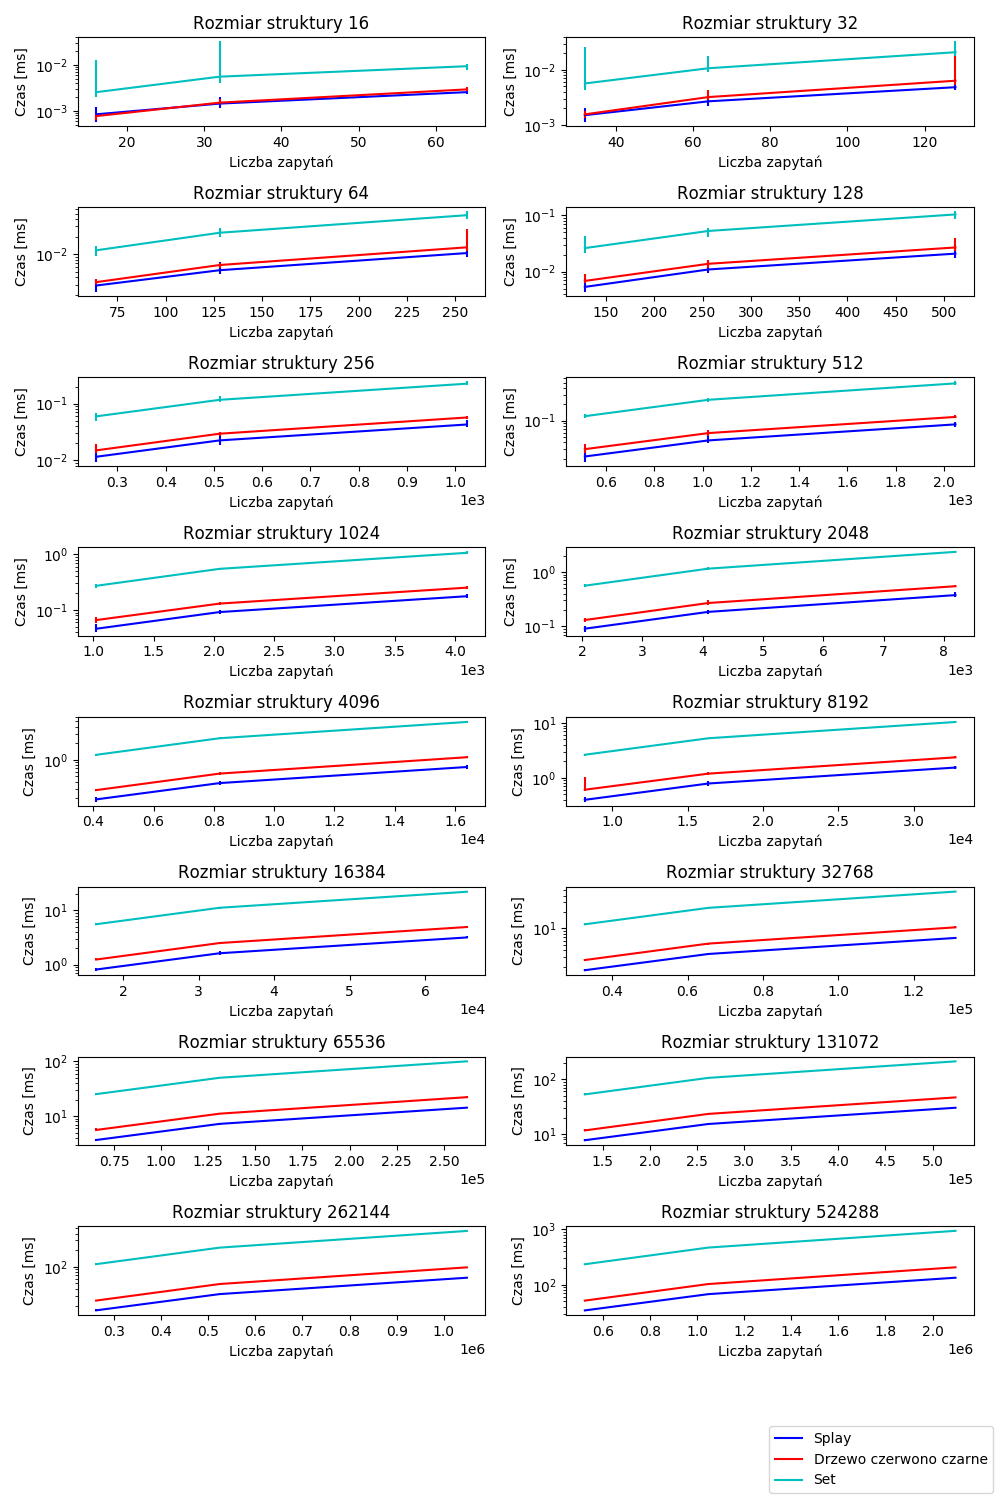 Rozmiar struktury 16
Czas [ms]
10⁻²
10⁻³
20 30 40 50 60
Liczba zapytań
Rozmiar struktury 32
Czas [ms]
10⁻²
10⁻³
40 60 80 100 120
Liczba zapytań
Rozmiar struktury 64
Czas [ms]
10⁻²
75 100 125 150 175 200 225 250
Liczba zapytań
Rozmiar struktury 128
Czas [ms]
10⁻¹
10⁻²
150 200 250 300 350 400 450 500
Liczba zapytań
Rozmiar struktury 256
Czas [ms]
10⁻¹
10⁻²
0.3 0.4 0.5 0.6 0.7 0.8 0.9 1.0
1e3
Liczba zapytań
Rozmiar struktury 512
Czas [ms]
10⁻¹
0.6 0.8 1.0 1.2 1.4 1.6 1.8 2.0
1e3
Liczba zapytań
Rozmiar struktury 1024
Czas [ms]
10⁰
10⁻¹
1.0 1.5 2.0 2.5 3.0 3.5 4.0
1e3
Liczba zapytań
Rozmiar struktury 2048
Czas [ms]
10⁰
10⁻¹
2 3 4 5 6 7 8
1e3
Liczba zapytań
Rozmiar struktury 4096
Czas [ms]
10⁰
0.4 0.6 0.8 1.0 1.2 1.4 1.6
1e4
Liczba zapytań
Rozmiar struktury 8192
Czas [ms]
10¹
10⁰
1.0 1.5 2.0 2.5 3.0
1e4
Liczba zapytań
Rozmiar struktury 16384
Czas [ms]
10¹
10⁰
2 3 4 5 6
1e4
Liczba zapytań
Rozmiar struktury 32768
Czas [ms]
10¹
0.4 0.6 0.8 1.0 1.2
1e5
Liczba zapytań
Rozmiar struktury 65536
Czas [ms]
10²
10¹
0.75 1.00 1.25 1.50 1.75 2.00 2.25 2.50
1e5
Liczba zapytań
Rozmiar struktury 131072
Czas [ms]
10²
10¹
1.5 2.0 2.5 3.0 3.5 4.0 4.5 5.0
1e5
Liczba zapytań
Rozmiar struktury 262144
Czas [ms]
10²
0.3 0.4 0.5 0.6 0.7 0.8 0.9 1.0
1e6
Liczba zapytań
Rozmiar struktury 524288
Czas [ms]
10³
10²
0.6 0.8 1.0 1.2 1.4 1.6 1.8 2.0
1e6
Liczba zapytań
Splay
Drzewo czerwono czarne
Set